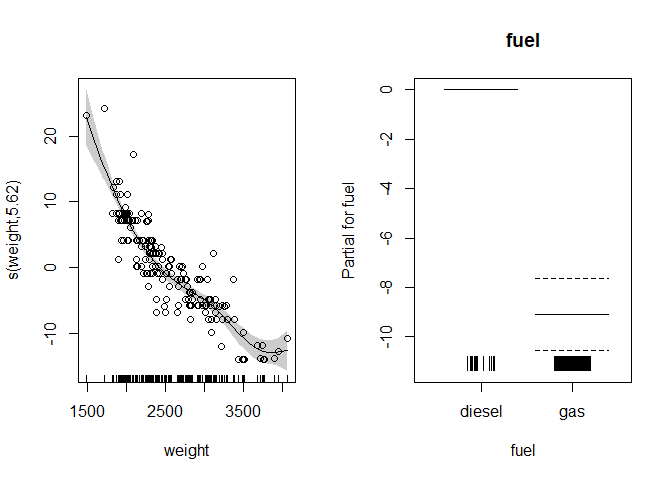 s(weight,5.62)
20
10
0
-10
1500
2500
3500
weight
fuel
Partial for fuel
0
-2
-4
-6
-8
-10
diesel
gas
fuel